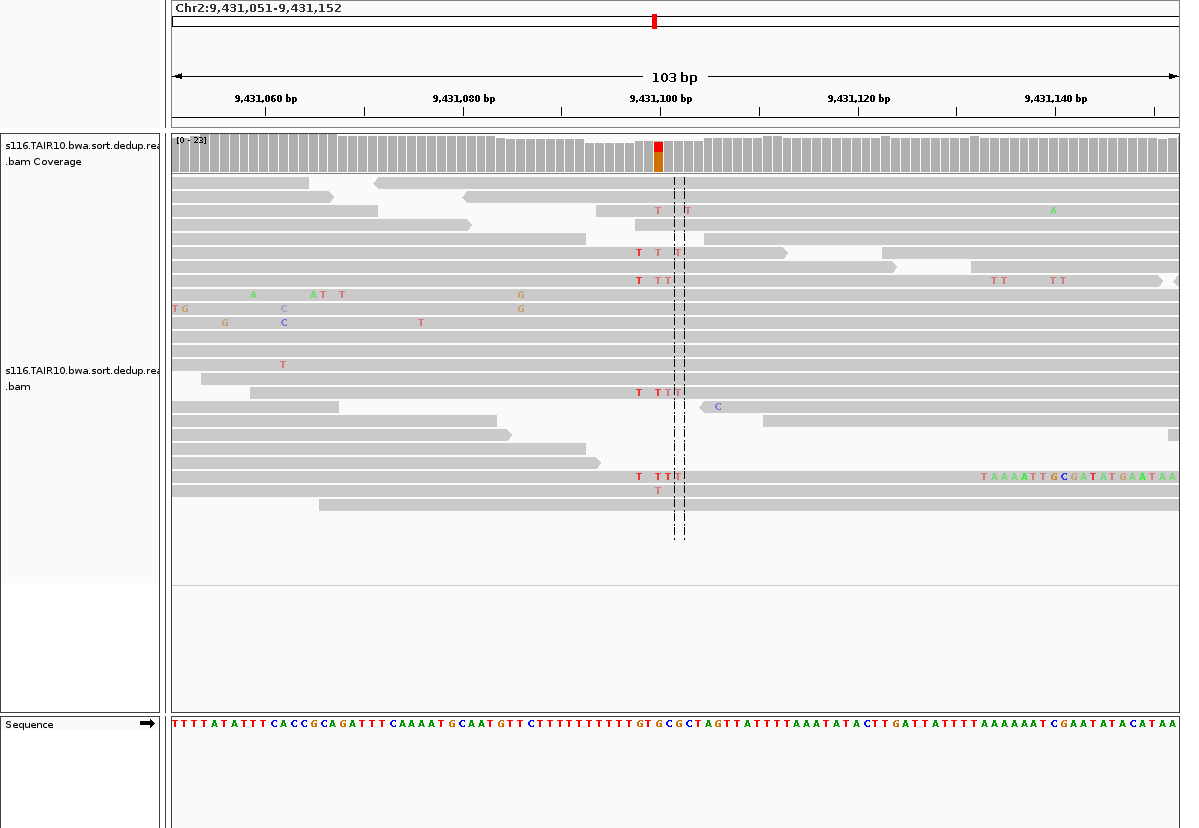 Chr2:9,431,051-9,431,152
103 bp
9,431,060 bp 9,431,080 bp 9,431,100 bp 9,431,120 bp 9,431,140 bp
s116.TAIR10.bwa.sort.dedup.rea
.bam Coverage
[0 - 23]
T T A
T T T
T T T T T T T
A A T T G
T G C G
G C T
T
T T T T
C
s116.TAIR10.bwa.sort.dedup.rea
.bam
T T T T T A A A A T T G C G A T A T G A A T A A
T
Sequence
TTTTATATTTCACCGCAGATTTCAAAATGCAATGTTCTTTTTTTTTTGTGCGCTAGTTATTTTAAATATACTTGATTATTTTAAAAAATCGAATATACATAA